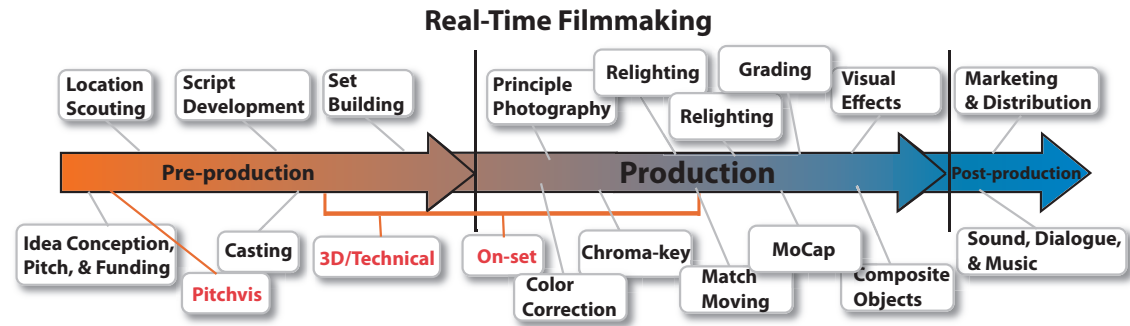 Real-Time Filmmaking
Location
Scouting
Script
Development
Set
Building
Principle
Photography
Relighting
Relighting
Grading
Visual
Effects
Marketing
& Distribution
Pre-production
Production
Post-production
Idea Conception,
Pitch, & Funding
Pitchvis
Casting
3D/Technical
On-set
Color
Correction
Chroma-key
Match
Moving
MoCap
Composite
Objects
Sound, Dialogue,
& Music